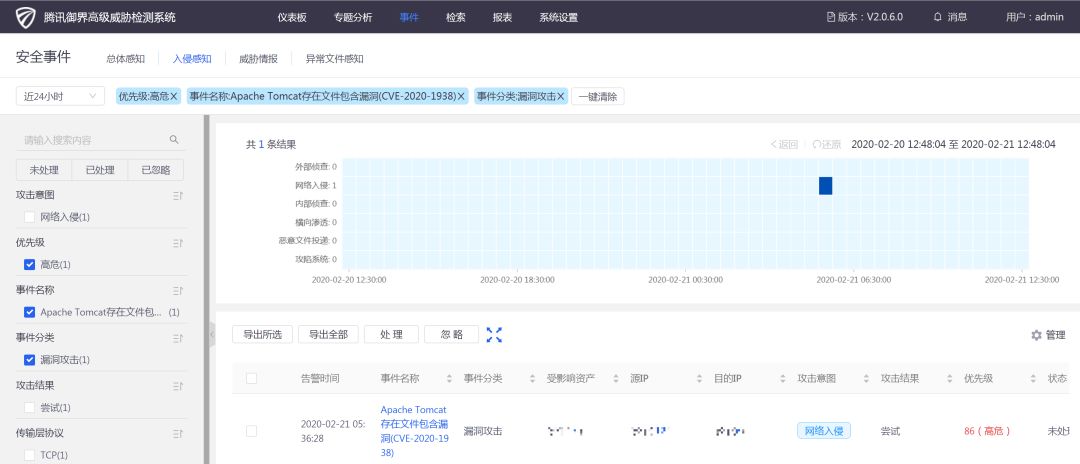 腾讯御界高级威胁检测系统 仪表板 专题分析 事件 检索 报表 系统设置 版本：V2.0.6.0 消息 用户：admin
安全事件 总体感知 入侵感知 威胁情报 异常文件感知
近24小时 优先级:高危X 事件名称:Apache Tomcat存在文件包含漏洞(CVE-2020-1938)X 事件分类:漏洞攻击X 一键清除
请输入搜索内容
未处理 已处理 已忽略
攻击意图
网络入侵(1)
优先级
高危(1)
事件名称
Apache Tomcat存在文件包... (1)
事件分类
漏洞攻击(1)
攻击结果
尝试(1)
传输层协议
TCP(1)
共 1 条结果 <返回 还原 2020-02-20 12:48:04 至 2020-02-21 12:48:04
外部侦查: 0
网络入侵: 1
内部侦查: 0
横向渗透: 0
恶意文件投递: 0
攻陷系统: 0
2020-02-20 12:30:00 2020-02-20 18:30:00 2020-02-21 00:30:00 2020-02-21 06:30:00 2020-02-21 12:30:00
导出所选 导出全部 处 理 忽 略 管理
告警时间 事件名称 事件分类 受影响资产 源IP 目的IP 攻击意图 攻击结果 优先级 状态
2020-02-21 05:36:28 Apache Tomcat存在文件包含漏洞(CVE-2020-1938) 漏洞攻击 网络入侵 尝试 86（高危） 未处